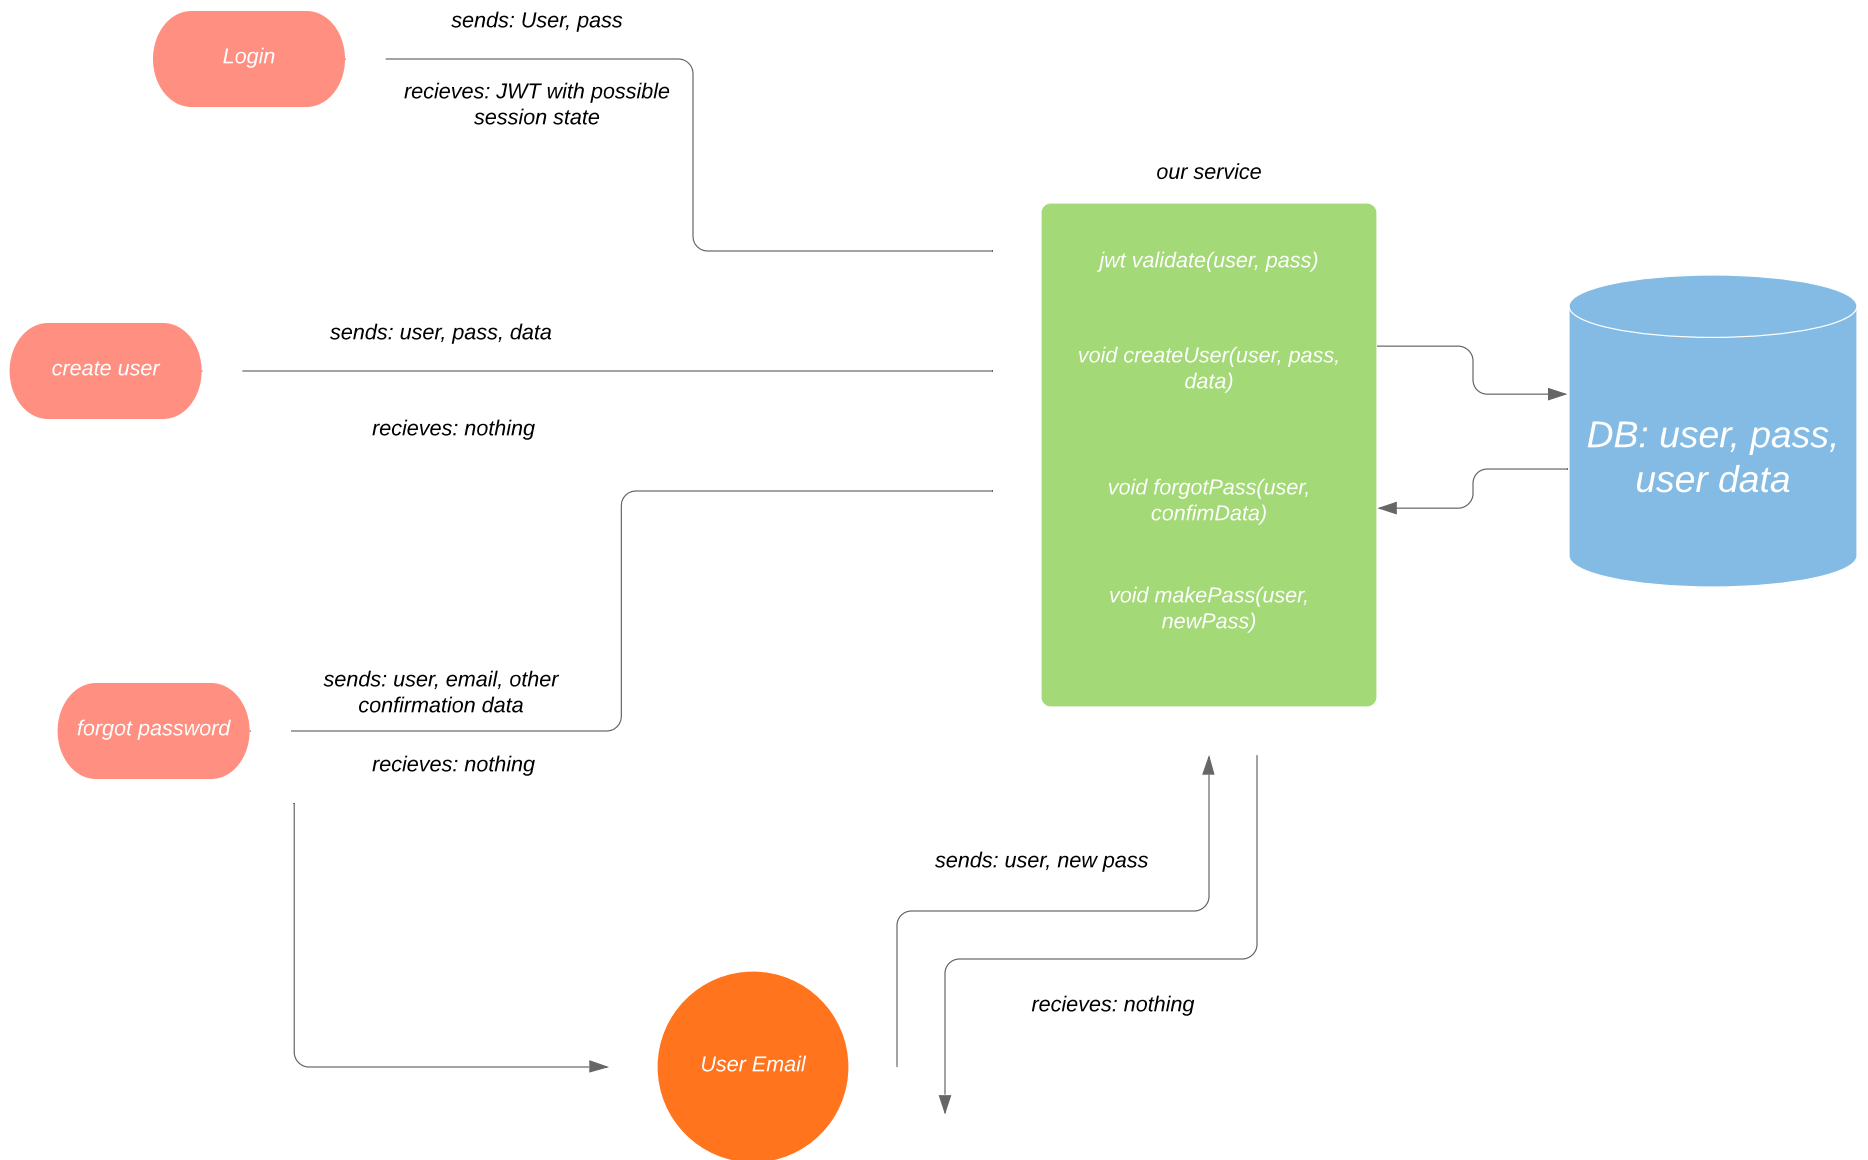 sends: User, pass
Login
recieves: JWT with possible
session state
our service
jwt validate(user, pass)
sends: user, pass, data
create user
void createUser(user, pass,
data)
recieves: nothing
DB: user, pass,
user data
void forgotPass(user,
confimData)
void makePass(user,
newPass)
sends: user, email, other
confirmation data
forgot password
recieves: nothing
sends: user, new pass
recieves: nothing
User Email